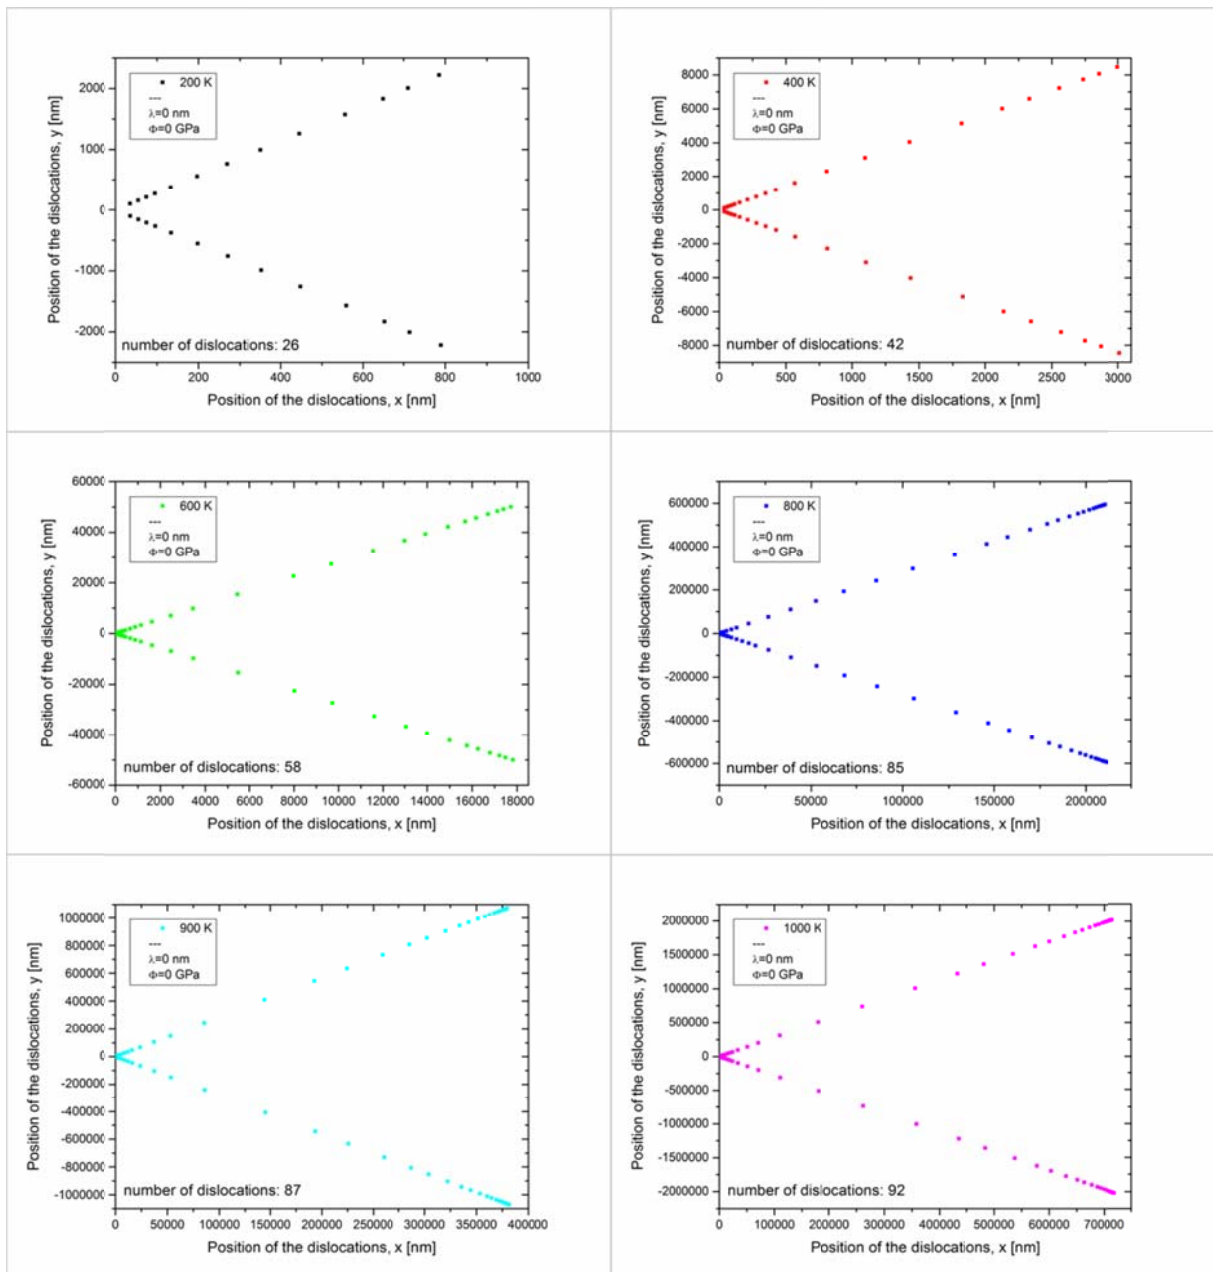 200 K
---
λ=0 nm
Φ=0 GPa
2000
1000
0
-1000
-2000
Position of the dislocations, y [nm]
number of dislocations: 26
0 200 400 600 800 1000
Position of the dislocations, x [nm]
400 K
---
λ=0 nm
Φ=0 GPa
8000
6000
4000
2000
0
-2000
-4000
-6000
-8000
Position of the dislocations, y [nm]
number of dislocations: 42
0 500 1000 1500 2000 2500 3000
Position of the dislocations, x [nm]
600 K
---
λ=0 nm
Φ=0 GPa
60000
40000
20000
0
-20000
-40000
-60000
Position of the dislocations, y [nm]
number of dislocations: 58
0 2000 4000 6000 8000 10000 12000 14000 16000 18000
Position of the dislocations, x [nm]
800 K
---
λ=0 nm
Φ=0 GPa
600000
400000
200000
0
-200000
-400000
-600000
Position of the dislocations, y [nm]
number of dislocations: 85
0 50000 100000 150000 200000
Position of the dislocations, x [nm]
900 K
---
λ=0 nm
Φ=0 GPa
1000000
800000
600000
400000
200000
0
-200000
-400000
-600000
-800000
-1000000
Position of the dislocations, y [nm]
number of dislocations: 87
0 50000 100000 150000 200000 250000 300000 350000 400000
Position of the dislocations, x [nm]
1000 K
---
λ=0 nm
Φ=0 GPa
2000000
1500000
1000000
500000
0
-500000
-1000000
-1500000
-2000000
Position of the dislocations, y [nm]
number of dislocations: 92
0 100000 200000 300000 400000 500000 600000 700000
Position of the dislocations, x [nm]